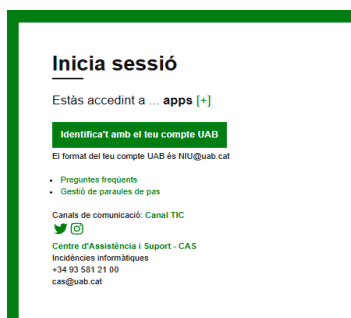 Inicia sessió
Estàs accedint a ... apps [+]
Identifica't amb el teu compte UAB
El format del teu compte UAB és NIU@uab.cat
Preguntes freqüents
Gestió de paraules de pas
Canals de comunicació: Canal TIC
Centre d'Assistència i Suport - CAS
Incidències informàtiques
+34 93 581 21 00
cas@uab.cat